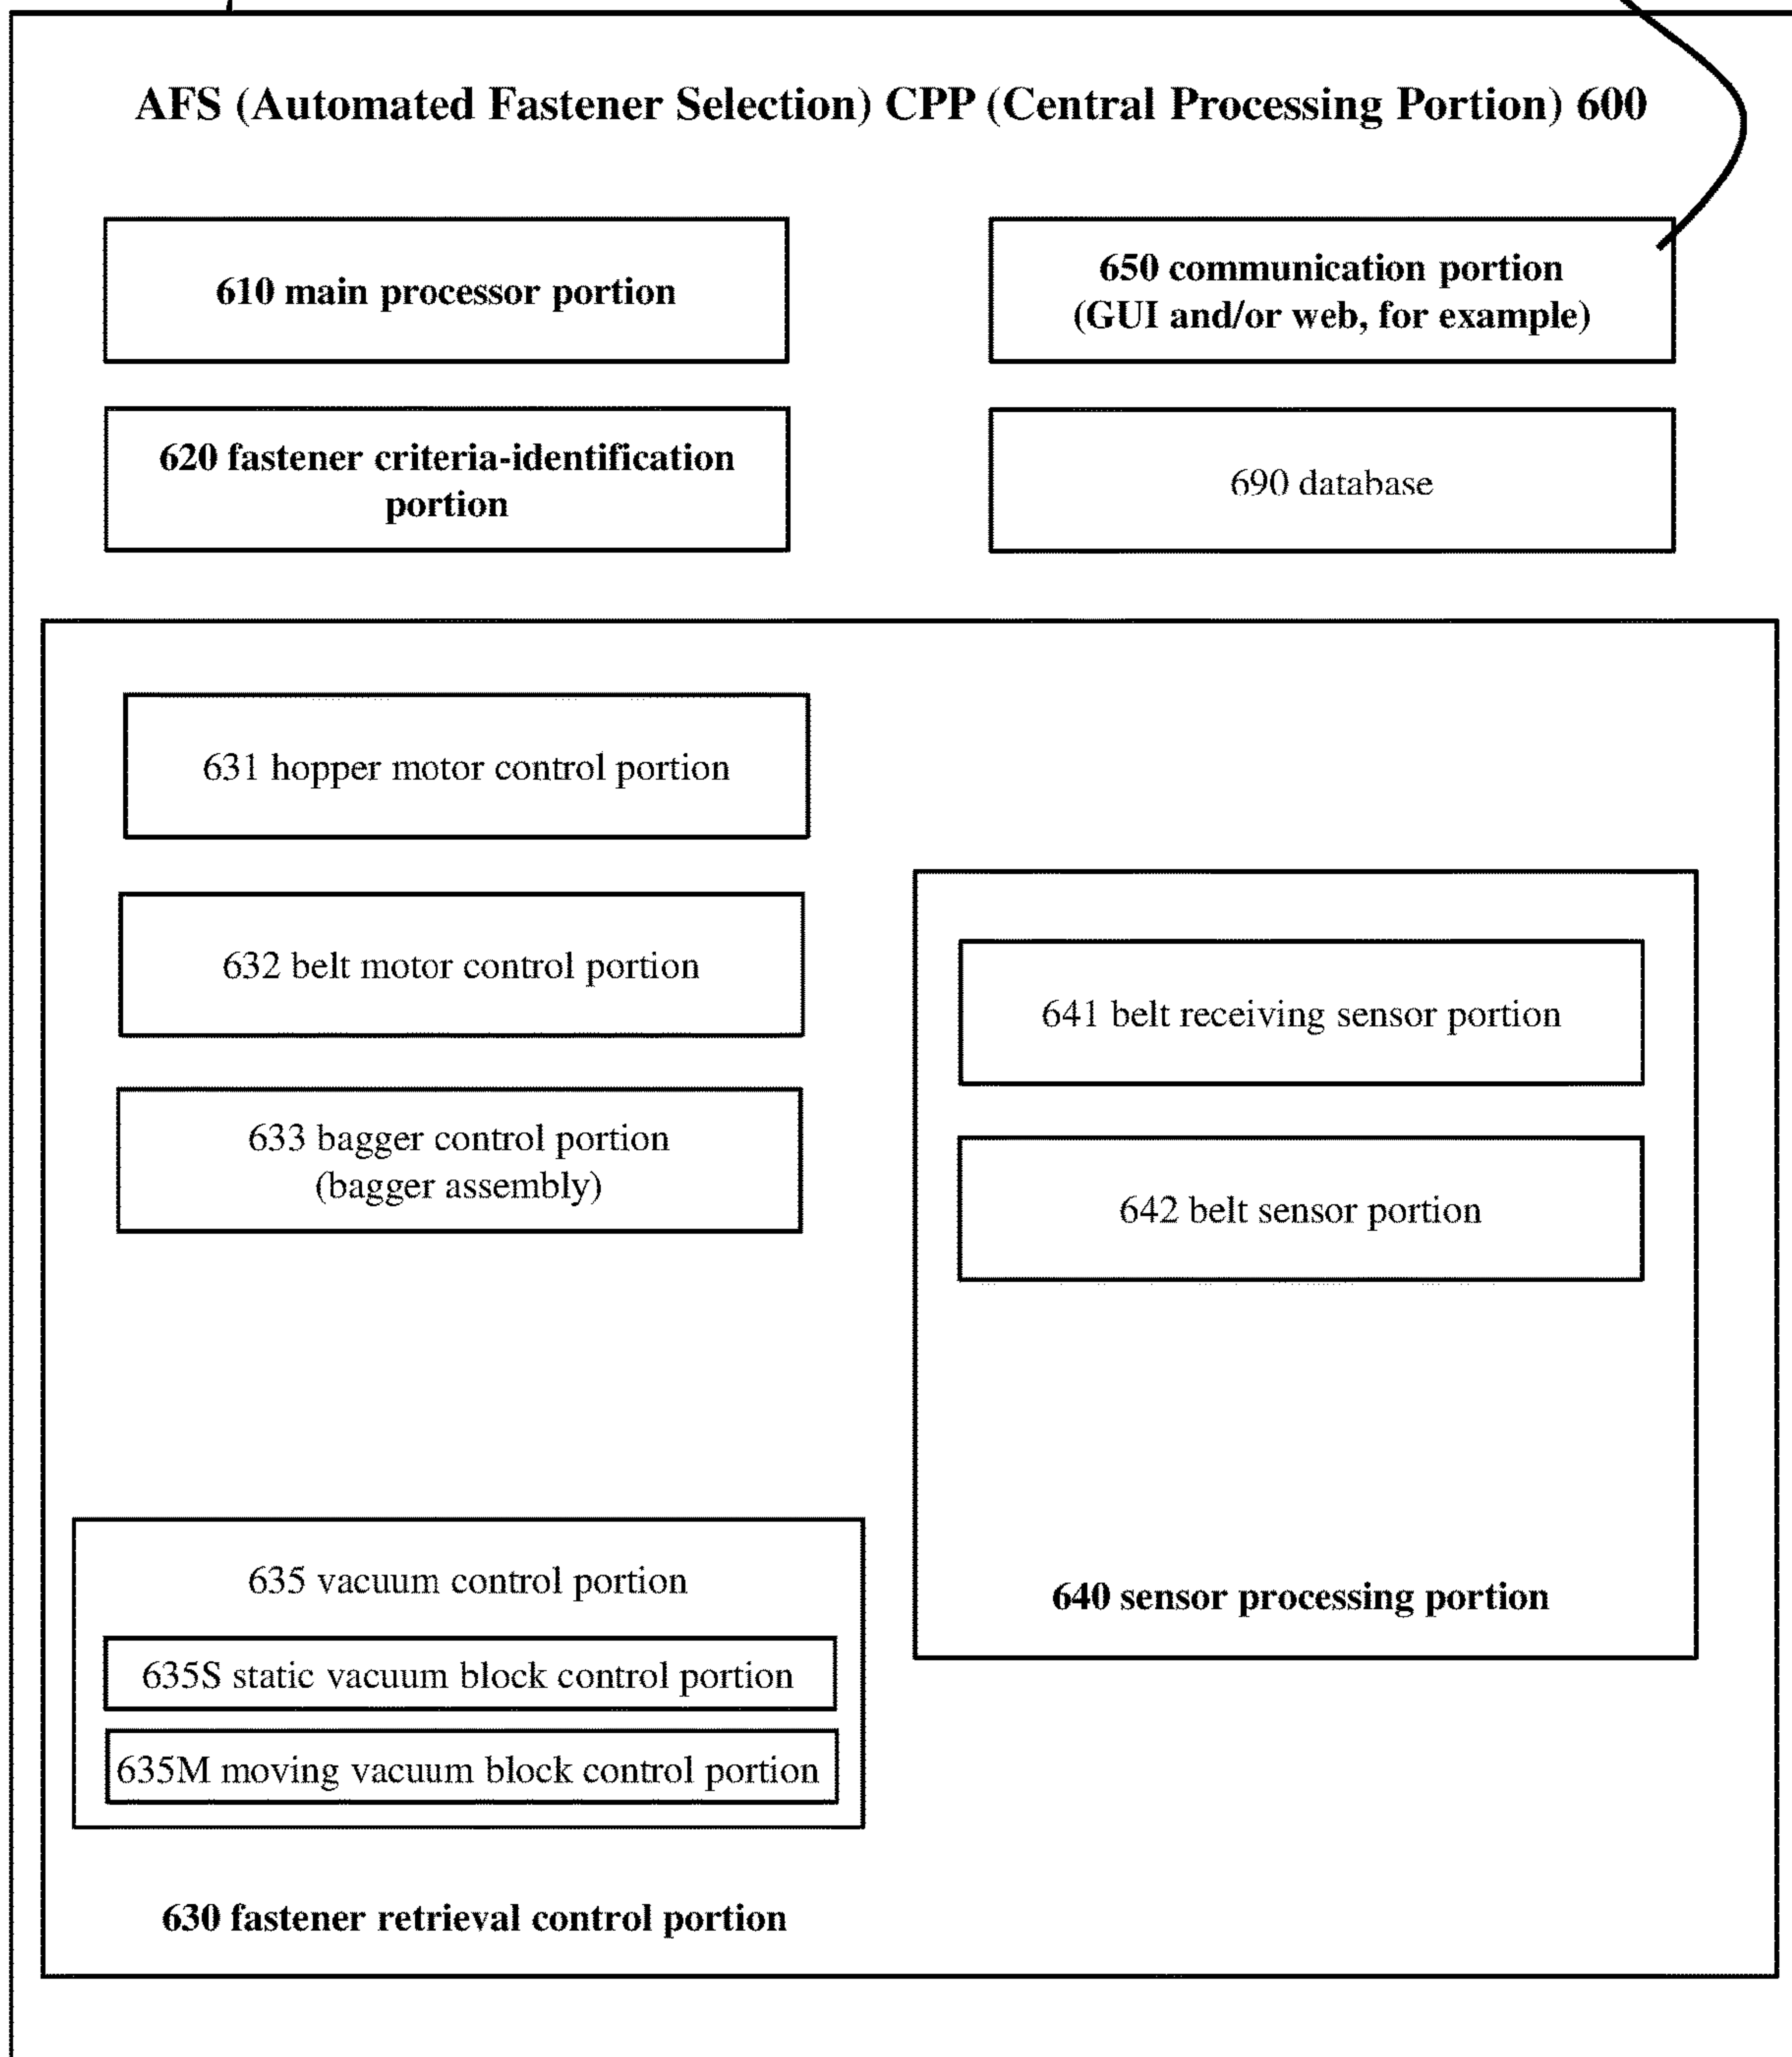 AFS (Automated Fastener Selection) CPP (Central Processing Portion) 600
610 main processor portion
650 communication portion
(GUI and/or web, for example)
620 fastener criteria-identification
portion
690 database
631 hopper motor control portion
632 belt motor control portion
633 bagger control portion
(bagger assembly)
641 belt receiving sensor portion
642 belt sensor portion
640 sensor processing portion
635 vacuum control portion
635S static vacuum block control portion
635M moving vacuum block control portion
630 fastener retrieval control portion